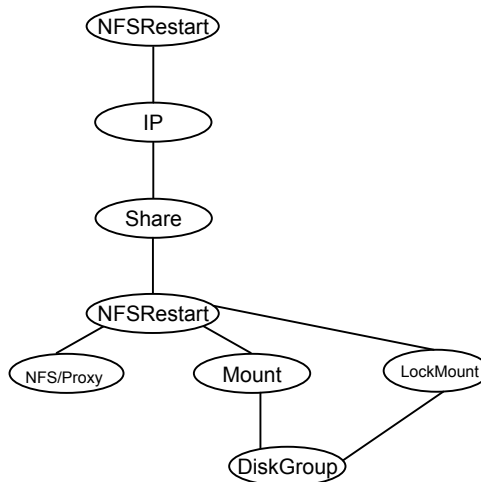 NFSRestart
IP
Share
NFSRestart
NFS/Proxy
Mount
LockMount
DiskGroup